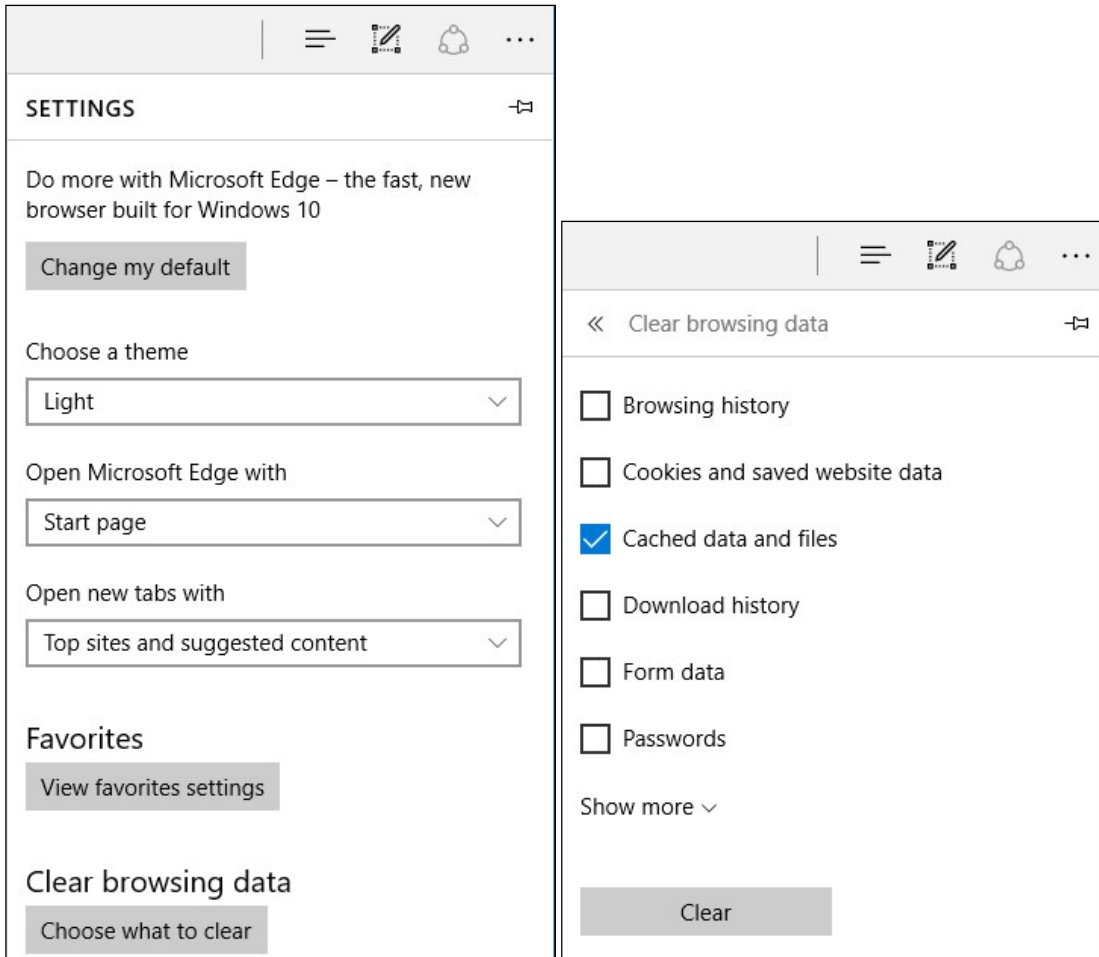 SETTINGS
Do more with Microsoft Edge – the fast, new
browser built for Windows 10
Change my default
Choose a theme
Light
Open Microsoft Edge with
Start page
Open new tabs with
Top sites and suggested content
Favorites
View favorites settings
Clear browsing data
Choose what to clear
Clear browsing data
Browsing history
Cookies and saved website data
Cached data and files
Download history
Form data
Passwords
Show more
Clear